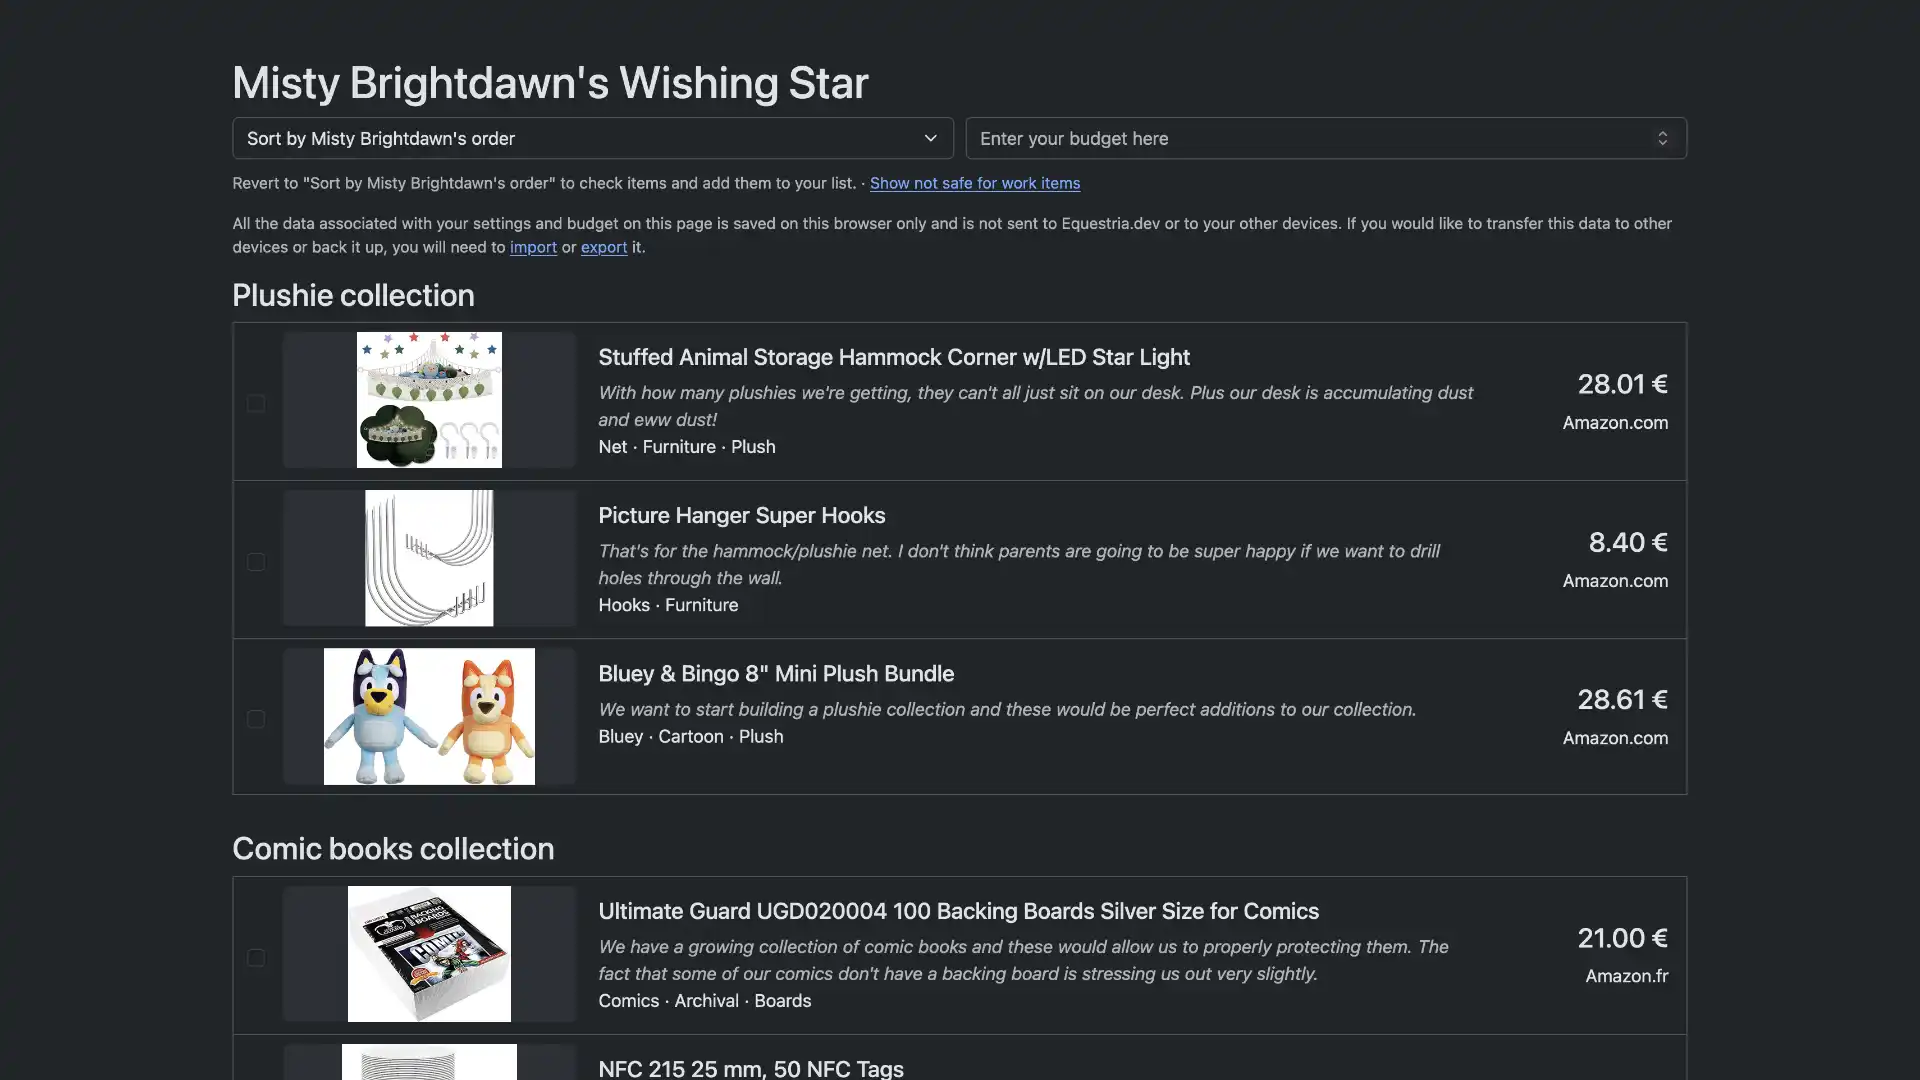 Misty Brightdawn's Wishing Star
Sort by Misty Brightdawn's order
Enter your budget here
Revert to "Sort by Misty Brightdawn's order" to check items and add them to your list. · Show not safe for work items
All the data associated with your settings and budget on this page is saved on this browser only and is not sent to Equestria.dev or to your other devices. If you would like to transfer this data to other
devices or back it up, you will need to import or export it.
Plushie collection
Stuffed Animal Storage Hammock Corner w/LED Star Light
With how many plushies we're getting, they can't all just sit on our desk. Plus our desk is accumulating dust
and eww dust!
Net · Furniture · Plush
28.01 €
Amazon.com
Picture Hanger Super Hooks
That's for the hammock/plushie net. I don't think parents are going to be super happy if we want to drill
holes through the wall.
Hooks · Furniture
8.40 €
Amazon.com
Bluey & Bingo 8" Mini Plush Bundle
We want to start building a plushie collection and these would be perfect additions to our collection.
Bluey · Cartoon · Plush
28.61 €
Amazon.com
Comic books collection
BACKING
BOARDS
COMIC
Ultimate Guard UGD020004 100 Backing Boards Silver Size for Comics
We have a growing collection of comic books and these would allow us to properly protecting them. The
fact that some of our comics don't have a backing board is stressing us out very slightly.
Comics · Archival · Boards
21.00 €
Amazon.fr
NFC 215 25 mm, 50 NFC Tags